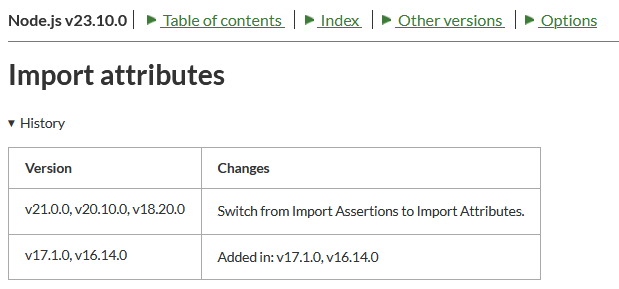 Node.js v23.10.0 | ► Table of contents | ► Index | ► Other versions | ► Options
Import attributes
▾ History
Version Changes
v21.0.0, v20.10.0, v18.20.0 Switch from Import Assertions to Import Attributes.
v17.1.0, v16.14.0 Added in: v17.1.0, v16.14.0